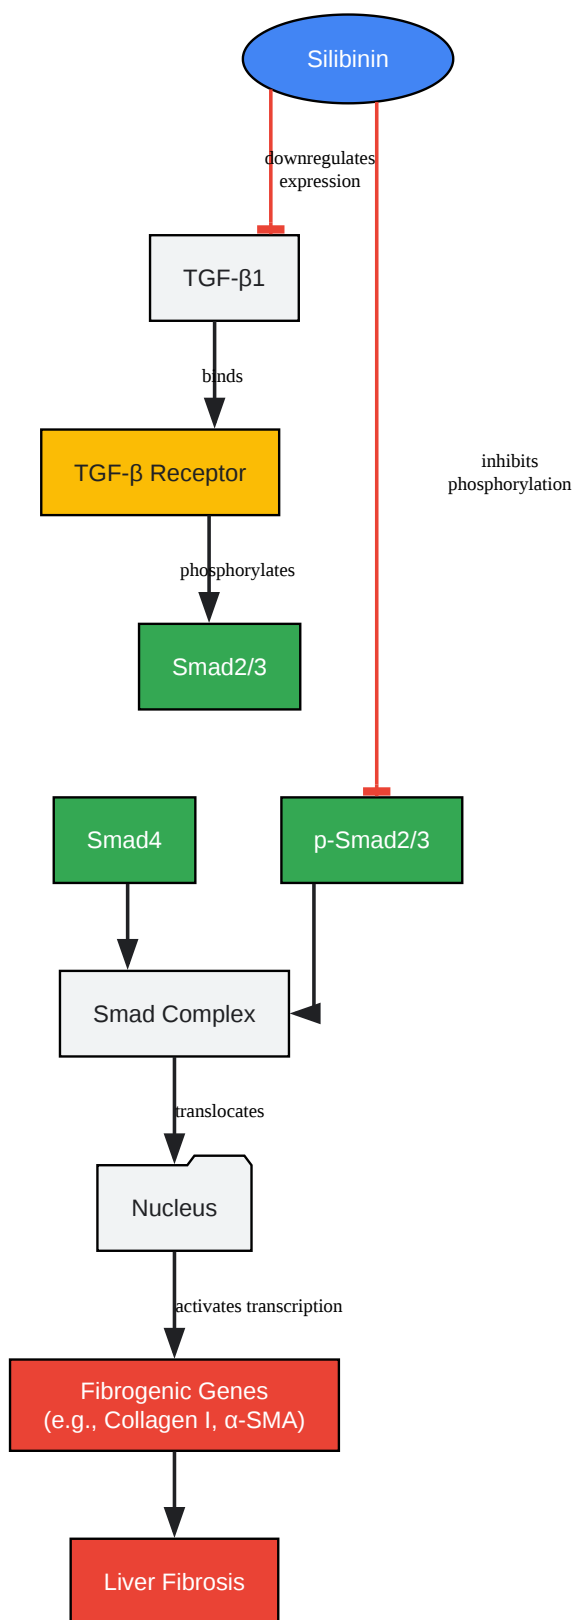 Silibinin
downregulates
expression
TGF-β1
binds
TGF-β Receptor
inhibits
phosphorylation
phosphorylates
Smad2/3
Smad4
p-Smad2/3
Smad Complex
translocates
Nucleus
activates transcription
Fibrogenic Genes
(e.g., Collagen I, α-SMA)
Liver Fibrosis